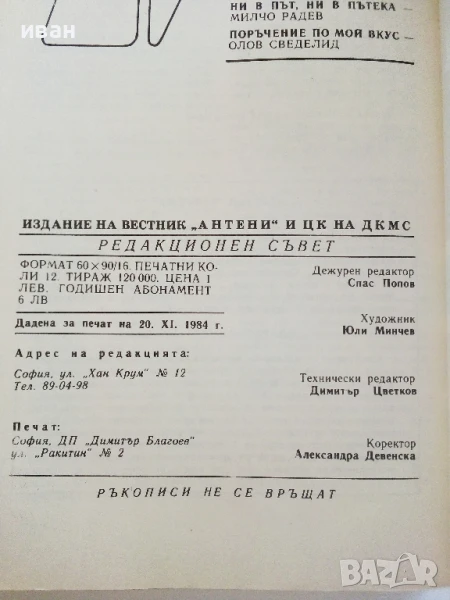 иван
НИ В ПЪТ, НИ В ПЪТЕКА —
МИЛЧО РАДЕВ
ПОРЪЧЕНИЕ ПО МОЙ ВКУС —
ОЛОВ СВЕДЕЛИД
ИЗДАНИЕ НА ВЕСТНИК „АНТЕНИ“ И ЦК НА ДКМС
РЕДАКЦИОНЕН СЪВЕТ
ФОРМАТ 60×90/16. ПЕЧАТНИ КО-
ЛИ 12. ТИРАЖ 120 000. ЦЕНА 1
ЛЕВ. ГОДИШЕН АБОНАМЕНТ
6 ЛВ
Дадена за печат на 20. XI. 1984 г.
Адрес на редакцията:
София, ул. „Хан Крум“ № 12
Тел. 89-04-98
Печат:
София, ДП „Димитър Благоев“
ул. „Ракитин“ № 2
Дежурен редактор
Спас Попов
Художник
Юли Минчев
Технически редактор
Димитър Цветков
Коректор
Александра Девенска
РЪКОПИСИ НЕ СЕ ВРЪЩАТ
BAZAR.BG